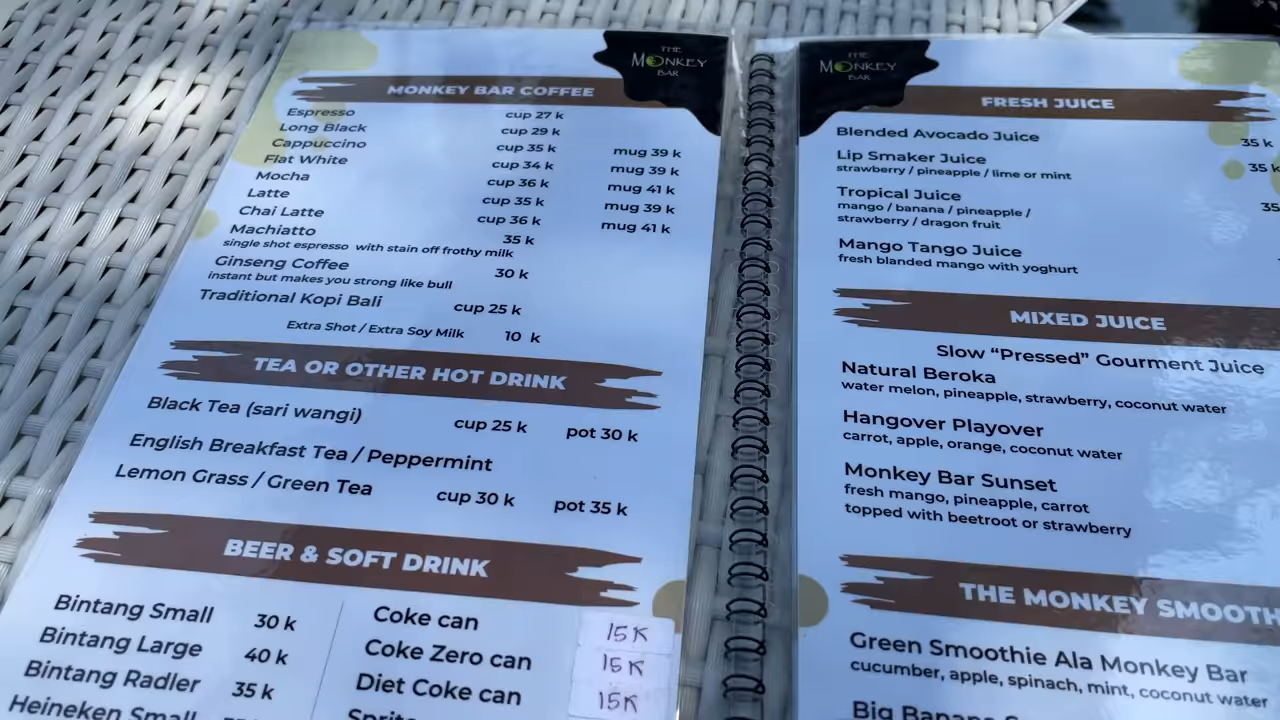 THE MONKEY BAR
MONKEY BAR COFFEE
Espresso cup 27 k
Long Black cup 29 k
Cappuccino cup 35 k mug 39 k
Flat White cup 34 k mug 39 k
Mocha cup 36 k mug 41 k
Latte cup 35 k mug 39 k
Chai Latte cup 36 k mug 41 k
Machiatto 35 k
single shot espresso with stain off frothy milk
Ginseng Coffee 30 k
instant but makes you strong like bull
Traditional Kopi Bali cup 25 k
Extra Shot / Extra Soy Milk 10 k
TEA OR OTHER HOT DRINK
Black Tea (sari wangi) cup 25 k pot 30 k
English Breakfast Tea / Peppermint
Lemon Grass / Green Tea cup 30 k pot 35 k
BEER & SOFT DRINK
Bintang Small 30 k
Bintang Large 40 k
Bintang Radler 35 k
Heineken Small
Coke can 15K
Coke Zero can 15K
Diet Coke can 15K
THE MONKEY BAR
FRESH JUICE
Blended Avocado Juice 35 k
Lip Smaker Juice 35 k
strawberry / pineapple / lime or mint
Tropical Juice 35
mango / banana / pineapple /
strawberry / dragon fruit
Mango Tango Juice
fresh blanded mango with yoghurt
MIXED JUICE
Slow “Pressed” Gourment Juice
Natural Beroka
water melon, pineapple, strawberry, coconut water
Hangover Playover
carrot, apple, orange, coconut water
Monkey Bar Sunset
fresh mango, pineapple, carrot
topped with beetroot or strawberry
THE MONKEY SMOOTH
Green Smoothie Ala Monkey Bar
cucumber, apple, spinach, mint, coconut water
Big Banana